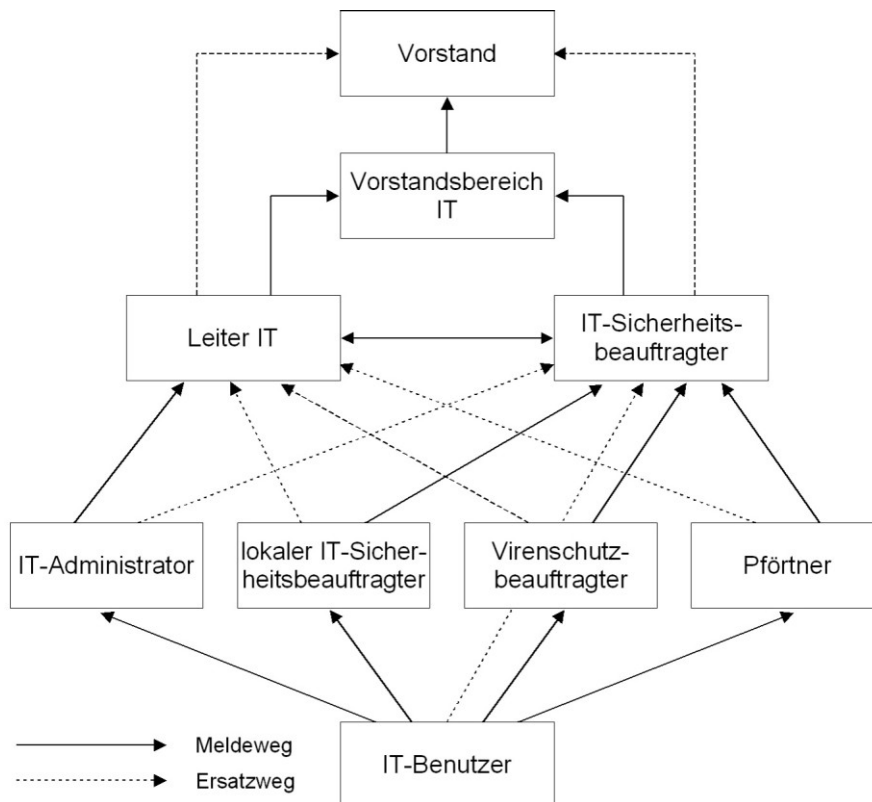 Vorstand
Vorstandsbereich
IT
Leiter IT
IT-Sicherheits-
beauftragter
IT-Administrator
lokaler IT-Sicher-
heitsbeauftragter
Virenschutz-
beauftragter
Pförtner
IT-Benutzer
Meldeweg
Ersatzweg